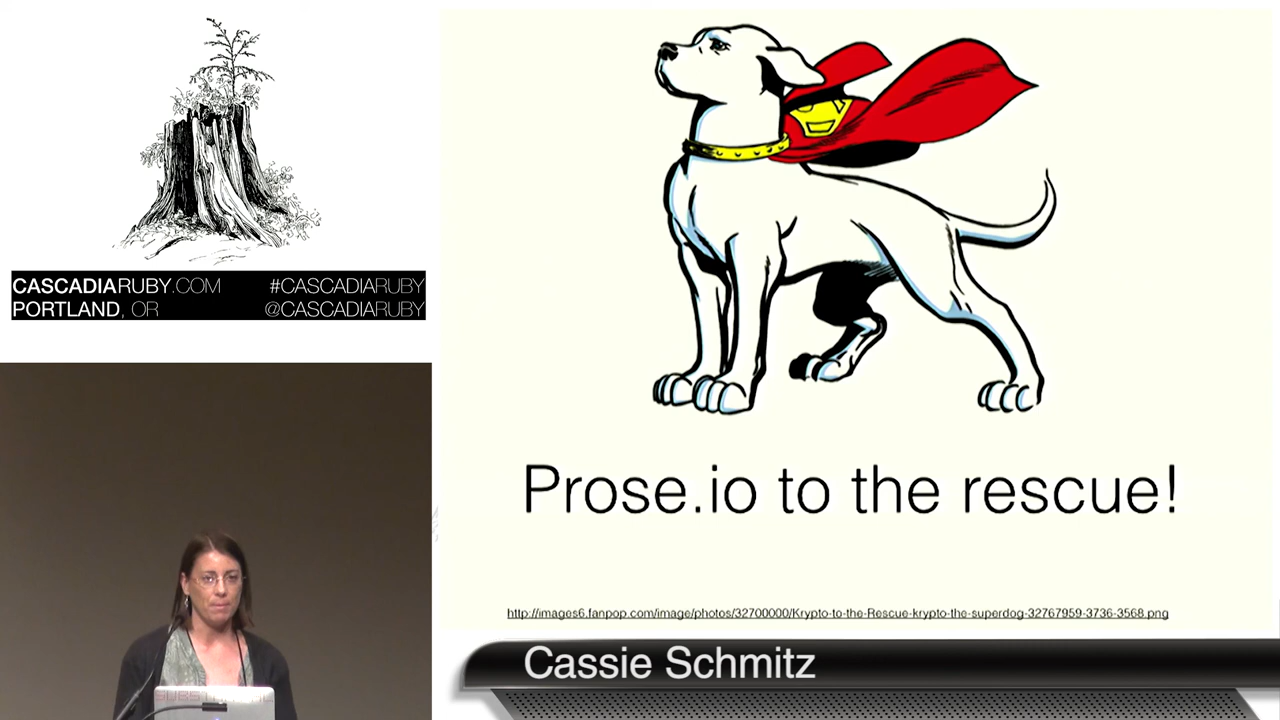 CASCADIARUBY.COM #CASCADIARUBY
PORTLAND, OR @CASCADIARUBY
Prose.io to the rescue!
http://images6.fanpop.com/image/photos/32700000/Krypto-to-the-Rescue-krypto-the-superdog-32767959-3736-3568.png
Cassie Schmitz